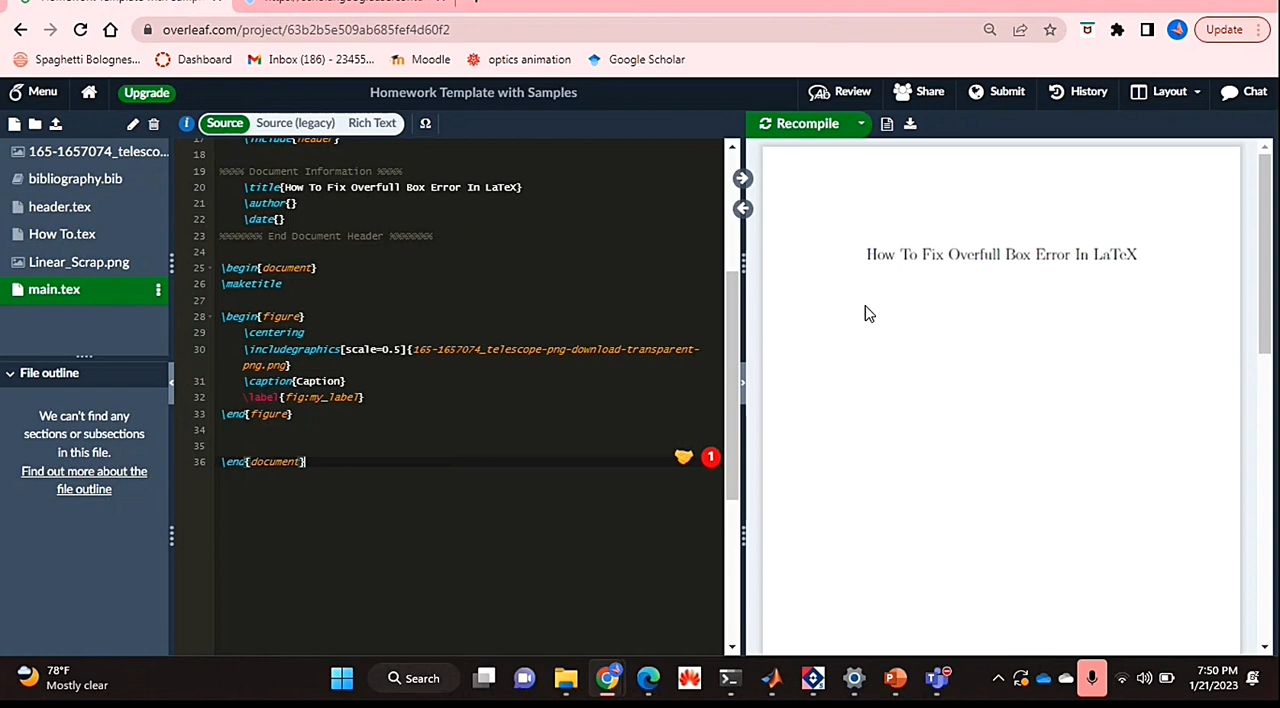 overleaf.com/project/63b2b5e509ab685fef4d60f2
Update
Spaghetti Bolognes...
Dashboard
Inbox (186) - 23455...
Moodle
optics animation
Google Scholar
Menu
Upgrade
Homework Template with Samples
Review
Share
Submit
History
Layout
Chat
Source
Source (legacy)
Rich Text
Ω
Recompile
165-1657074_telesco...
bibliography.bib
header.tex
How To.tex
Linear_Scrap.png
main.tex
File outline
We can't find any
sections or subsections
in this file.
Find out more about the
file outline
17 \include{header}
18
19 %%%% Document Information %%%%
20 \title{How To Fix Overfull Box Error In LaTeX}
21 \author{}
22 \date{}
23 %%%%%%% End Document Header %%%%%%%
24
25 \begin{document}
26 \maketitle
27
28 \begin{figure}
29 \centering
30 \includegraphics[scale=0.5]{165-1657074_telescope-png-download-transparent-
png.png}
31 \caption{Caption}
32 \label{fig:my_label}
33 \end{figure}
34
35
36 \end{document}
1
How To Fix Overfull Box Error In LaTeX
78°F
Mostly clear
Search
7:50 PM
1/21/2023